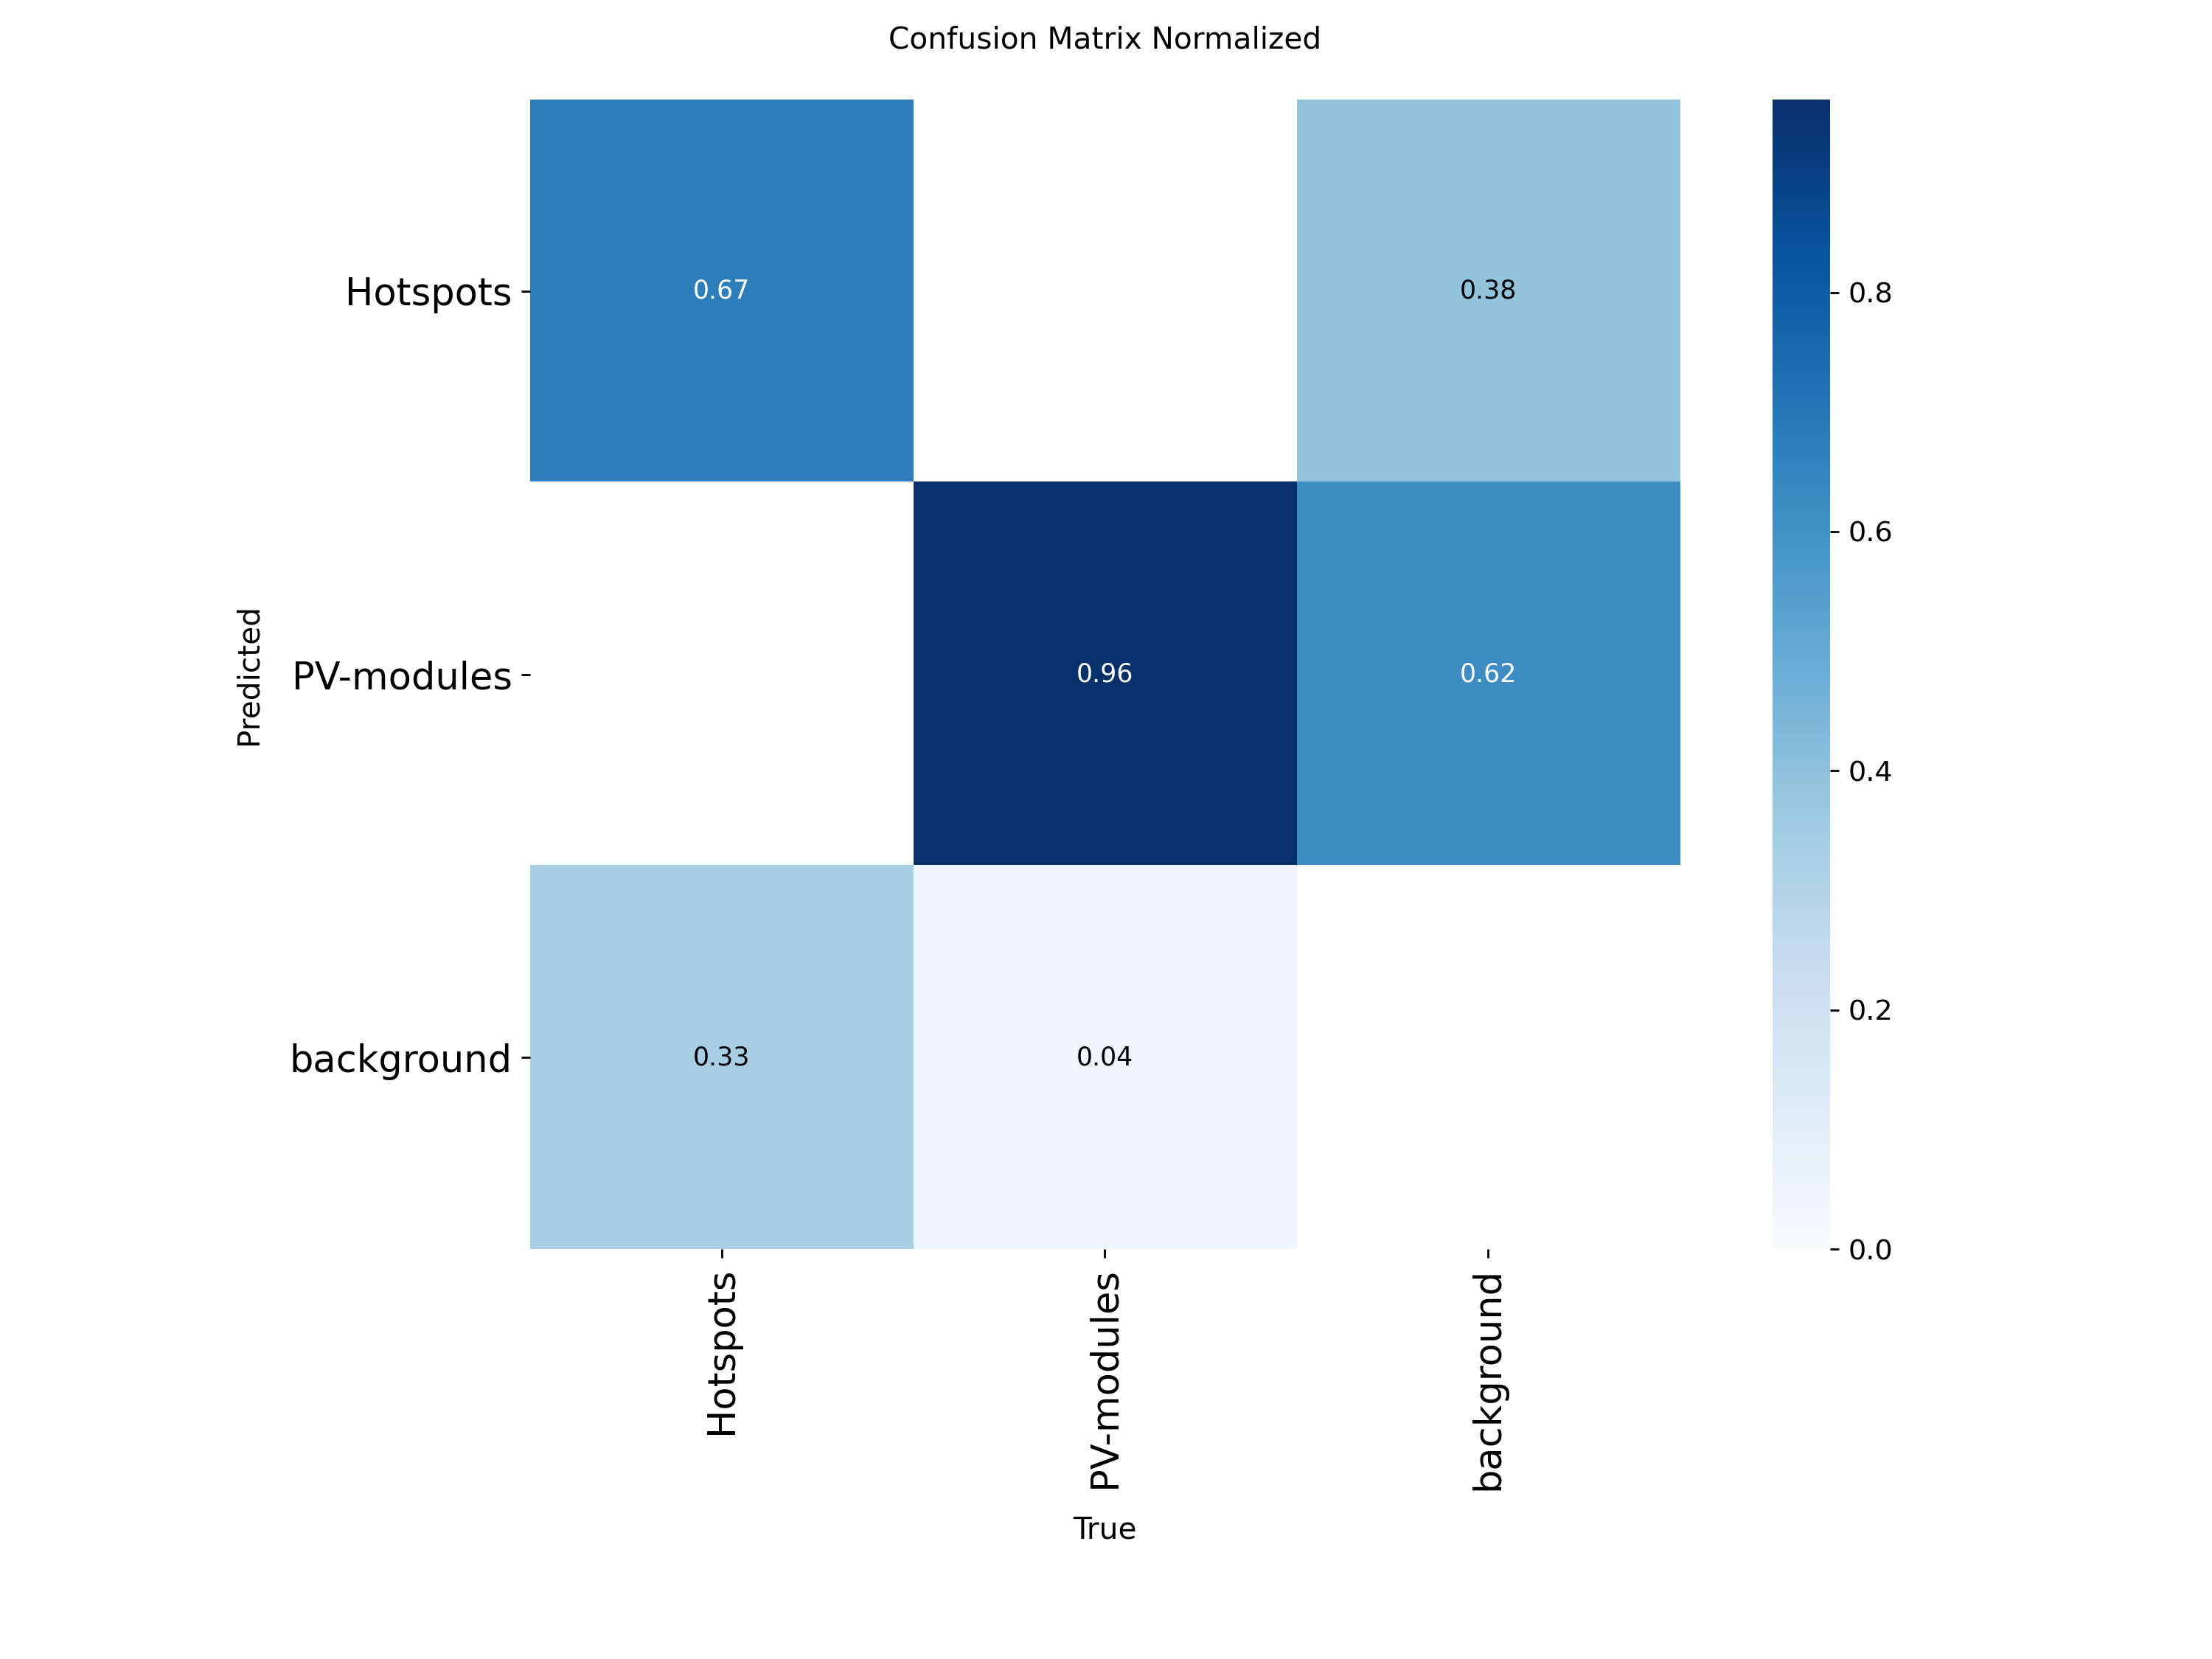 Confusion Matrix Normalized
Hotspots
0.67
0.38
0.8
0.6
Predicted
PV-modules
0.96
0.62
0.4
background
0.33
0.04
0.2
0.0
Hotspots
PV-modules
background
True